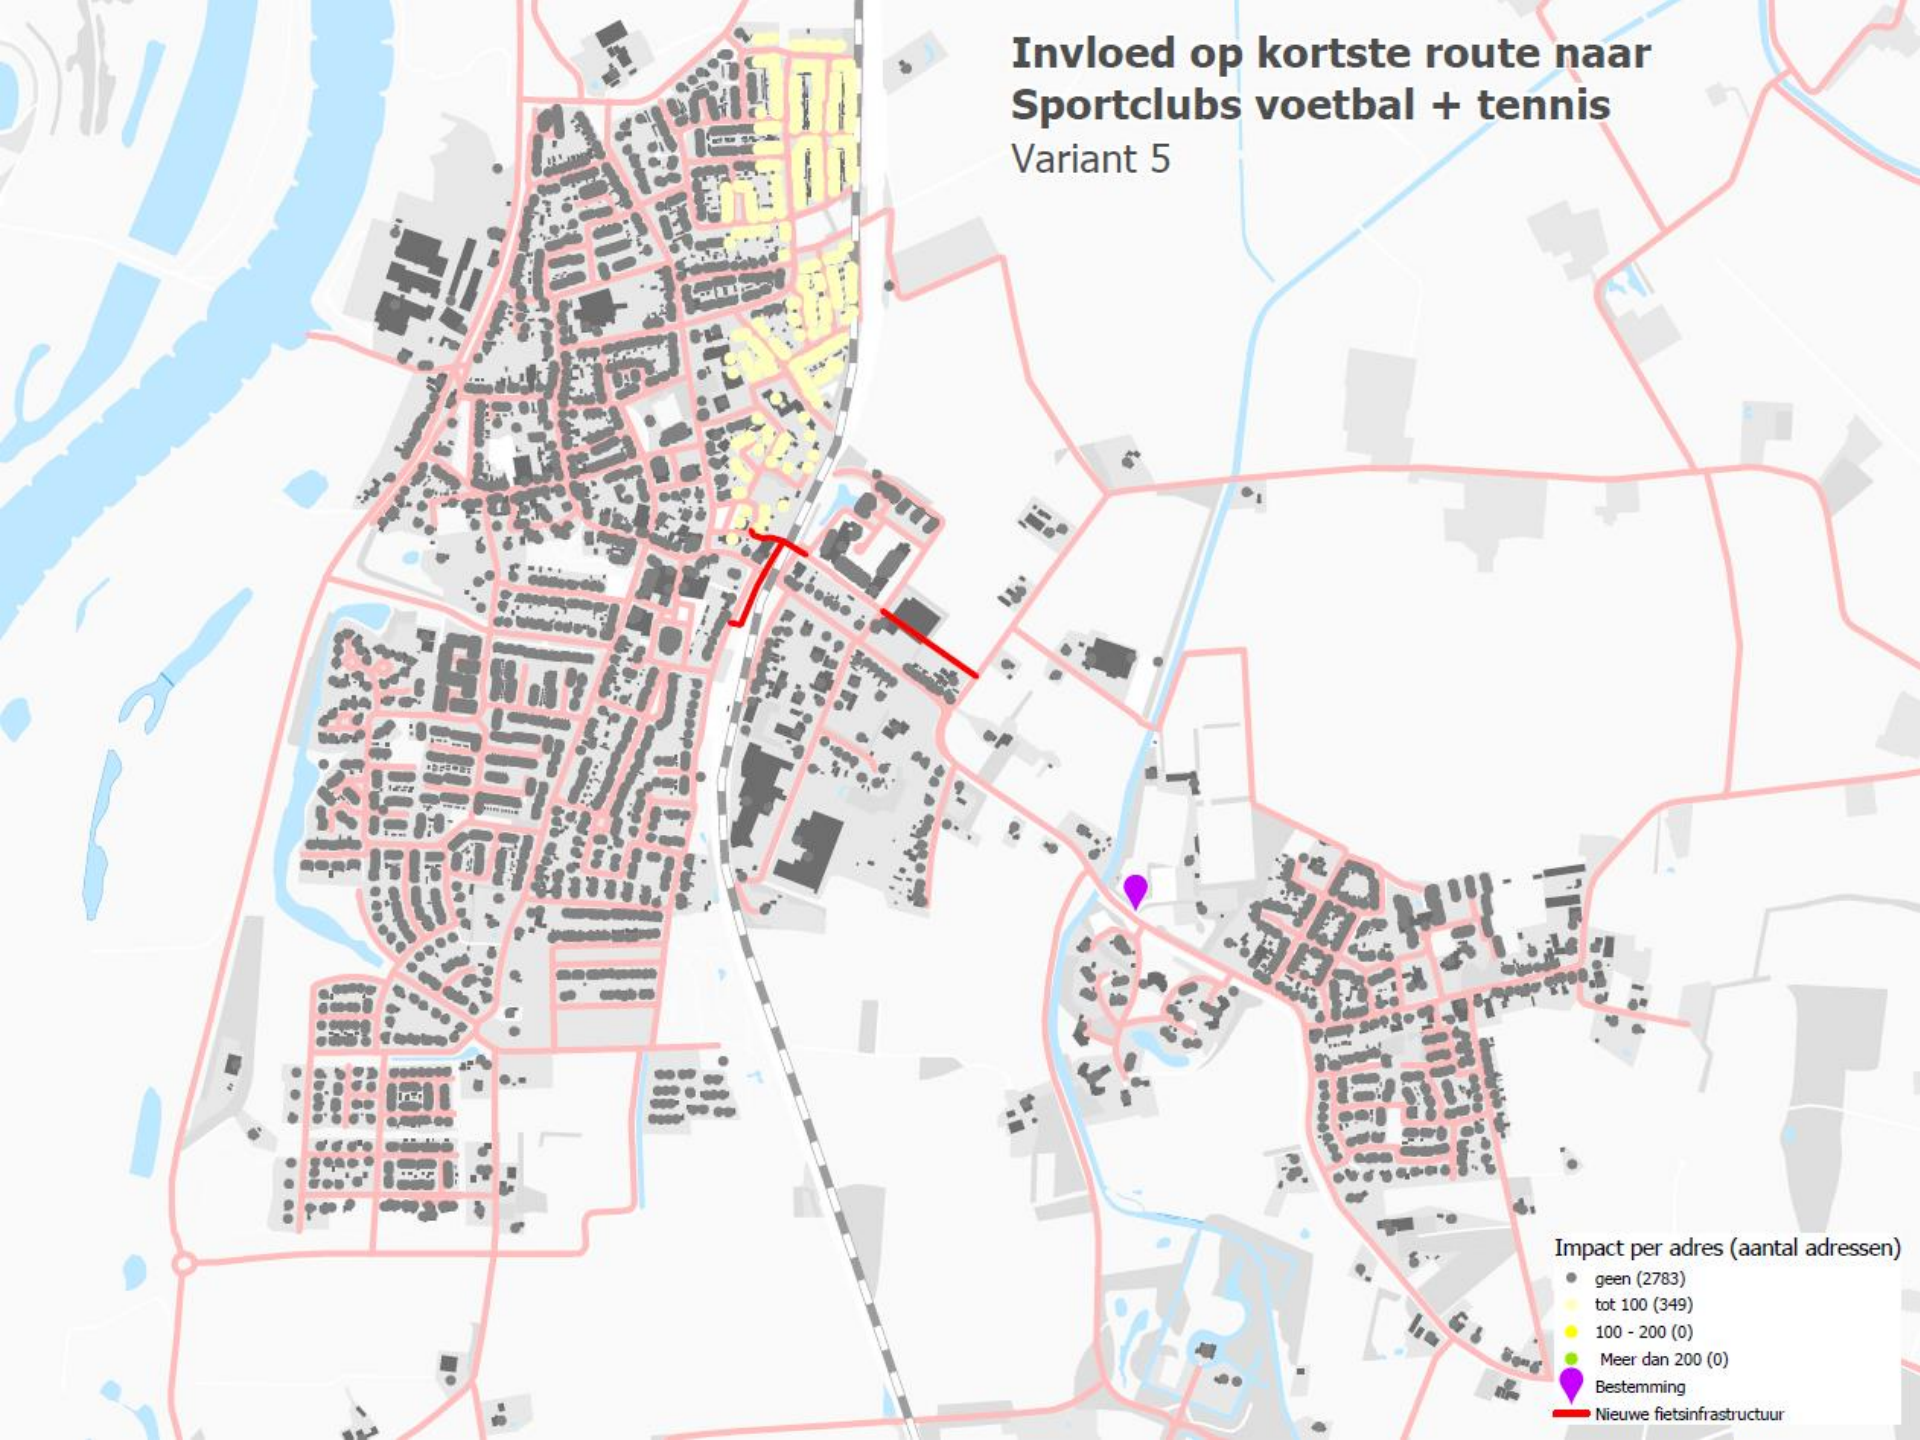 Invloed op kortste route naar
Sportclubs voetbal + tennis
Variant 5
Impact per adres (aantal adressen)
geen (2783)
tot 100 (349)
100 - 200 (0)
Meer dan 200 (0)
Bestemming
Nieuwe fietsinfrastructuur